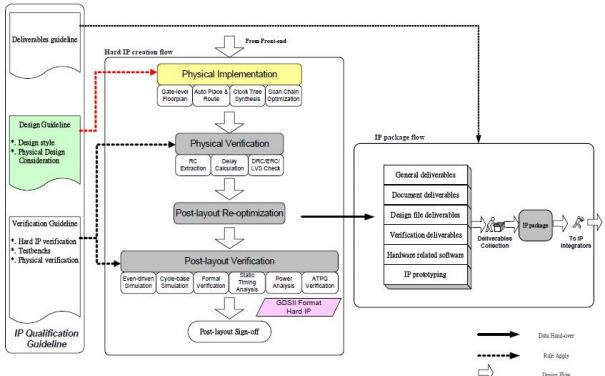 Deliverables guideline
From Front-end
Hard IP creation flow
Physical Implementation
Gate-level
Floorpian
Auto Place &
Route
Clook Tree
Synthesis
Scan Chain
Optimization
Design Guideline
*. Design style
*. Physical Design
Consideration
Physical Verification
RC
Extraction
Delay
Calculation
DRC/ERC/
LVS Check
Post-layout Re-optimization
Verification Guideline
*. Hard IP verification
*. Testbenchs
*. Physical verification
Post-layout Verification
Even-driven
Simulation
Cycle-base
Simulation
Formal
Verification
Static
Timing
Analysis
Power
Analysis
ATPG
Verification
GDSII Format
Hard IP
Post-layout Sign-off
IP Qualification
Guideline
IP package flow
General deliverables
Document deliverables
Design file deliverables
Verification deliverables
Hardware related software
IP prototyping
Deliverables
Collection
IP package
To IP
Integrators
Data Hand-over
Rule Apply
Design Flow